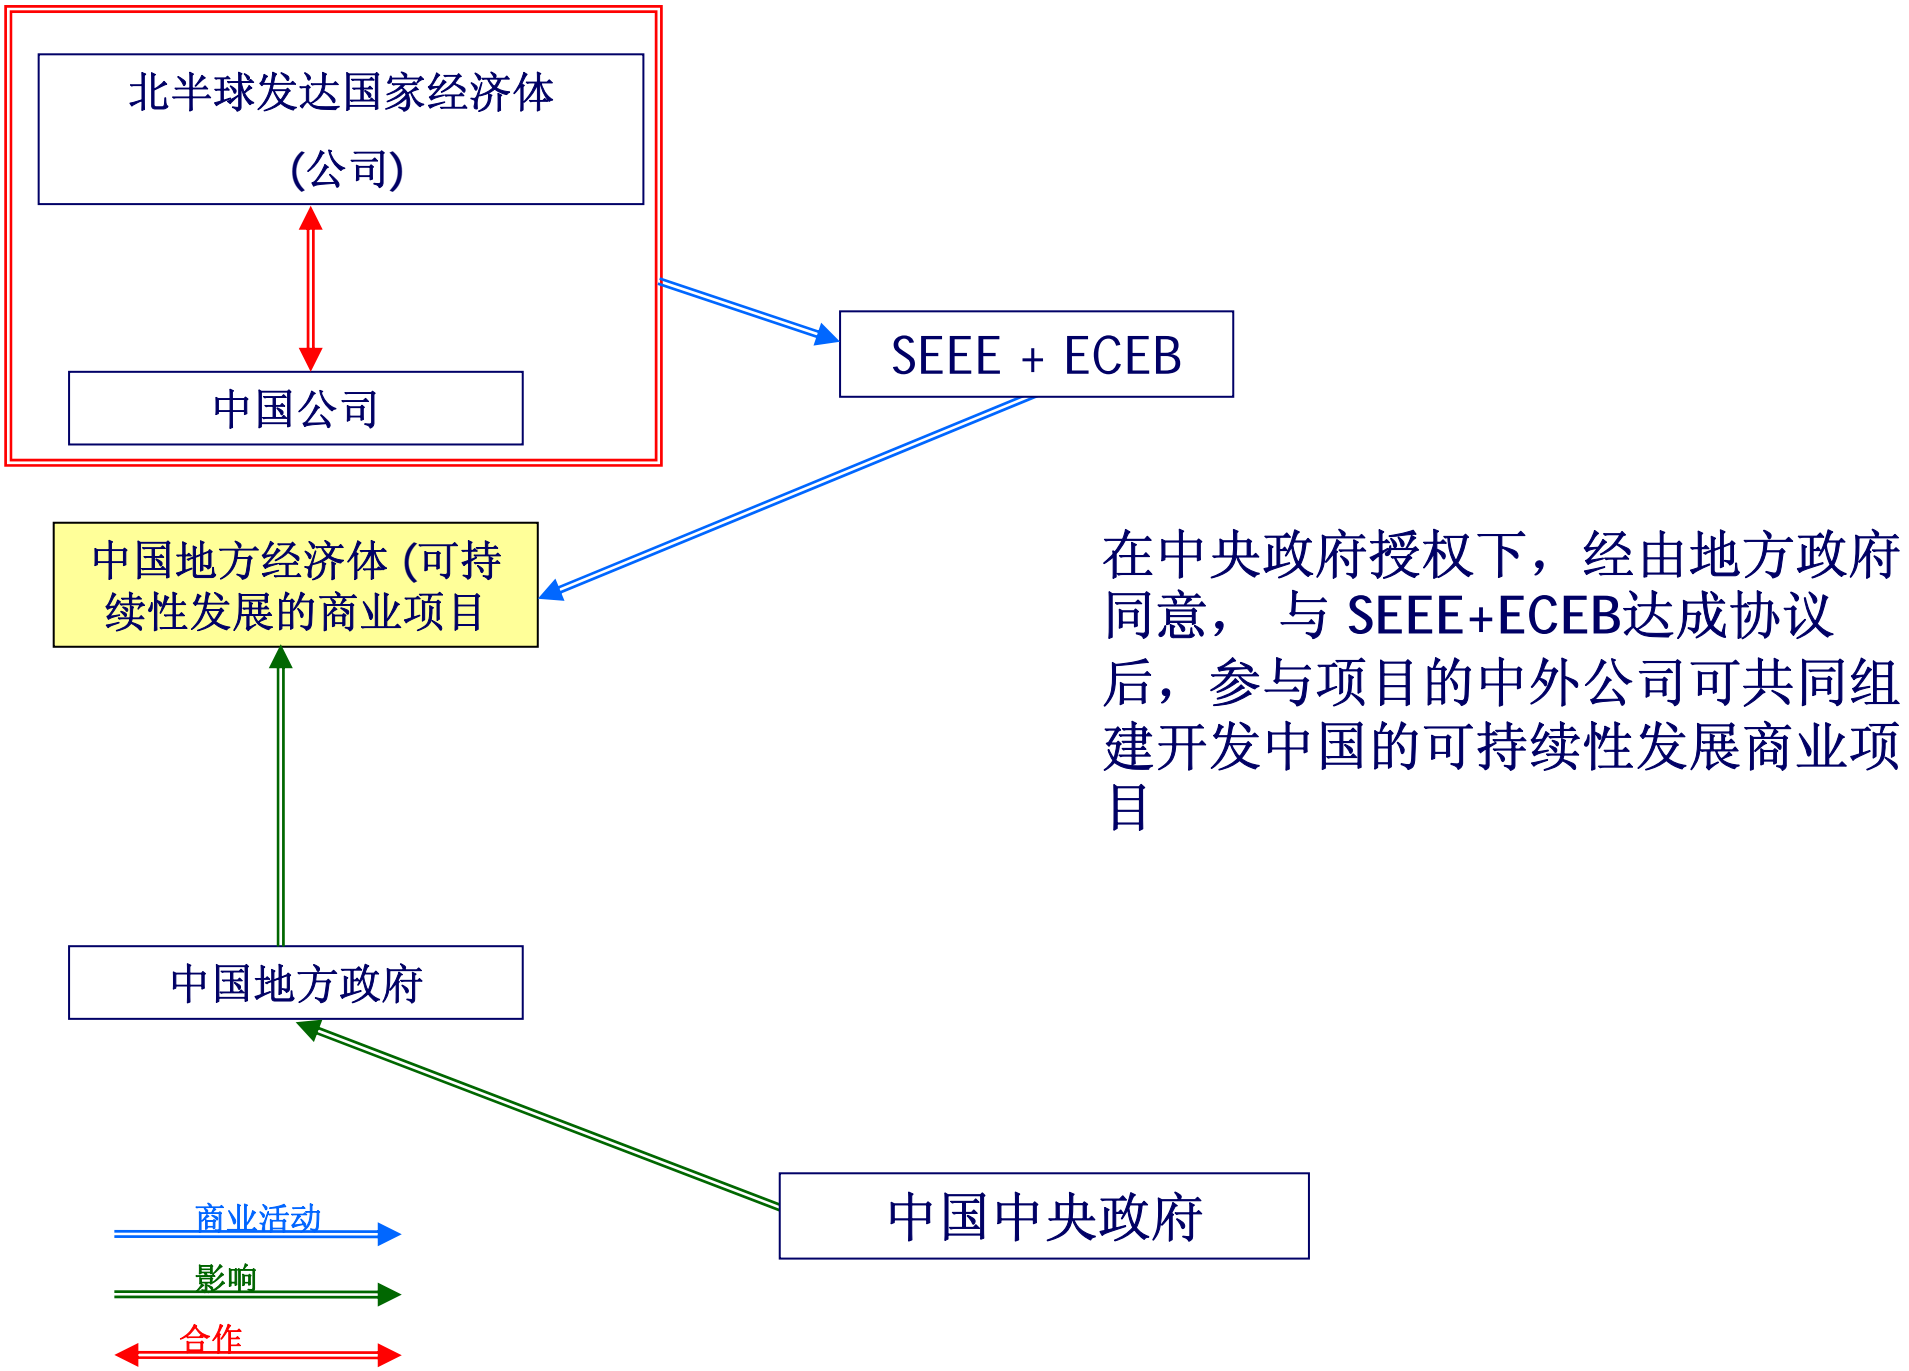 北半球发达国家经济体
(公司)
中国公司
SEEE + ECEB
中国地方经济体 (可持
续性发展的商业项目
在中央政府授权下，经由地方政府
同意， 与 SEEE+ECEB达成协议
后，参与项目的中外公司可共同组
建开发中国的可持续性发展商业项
目
中国地方政府
中国中央政府
商业活动
影响
合作